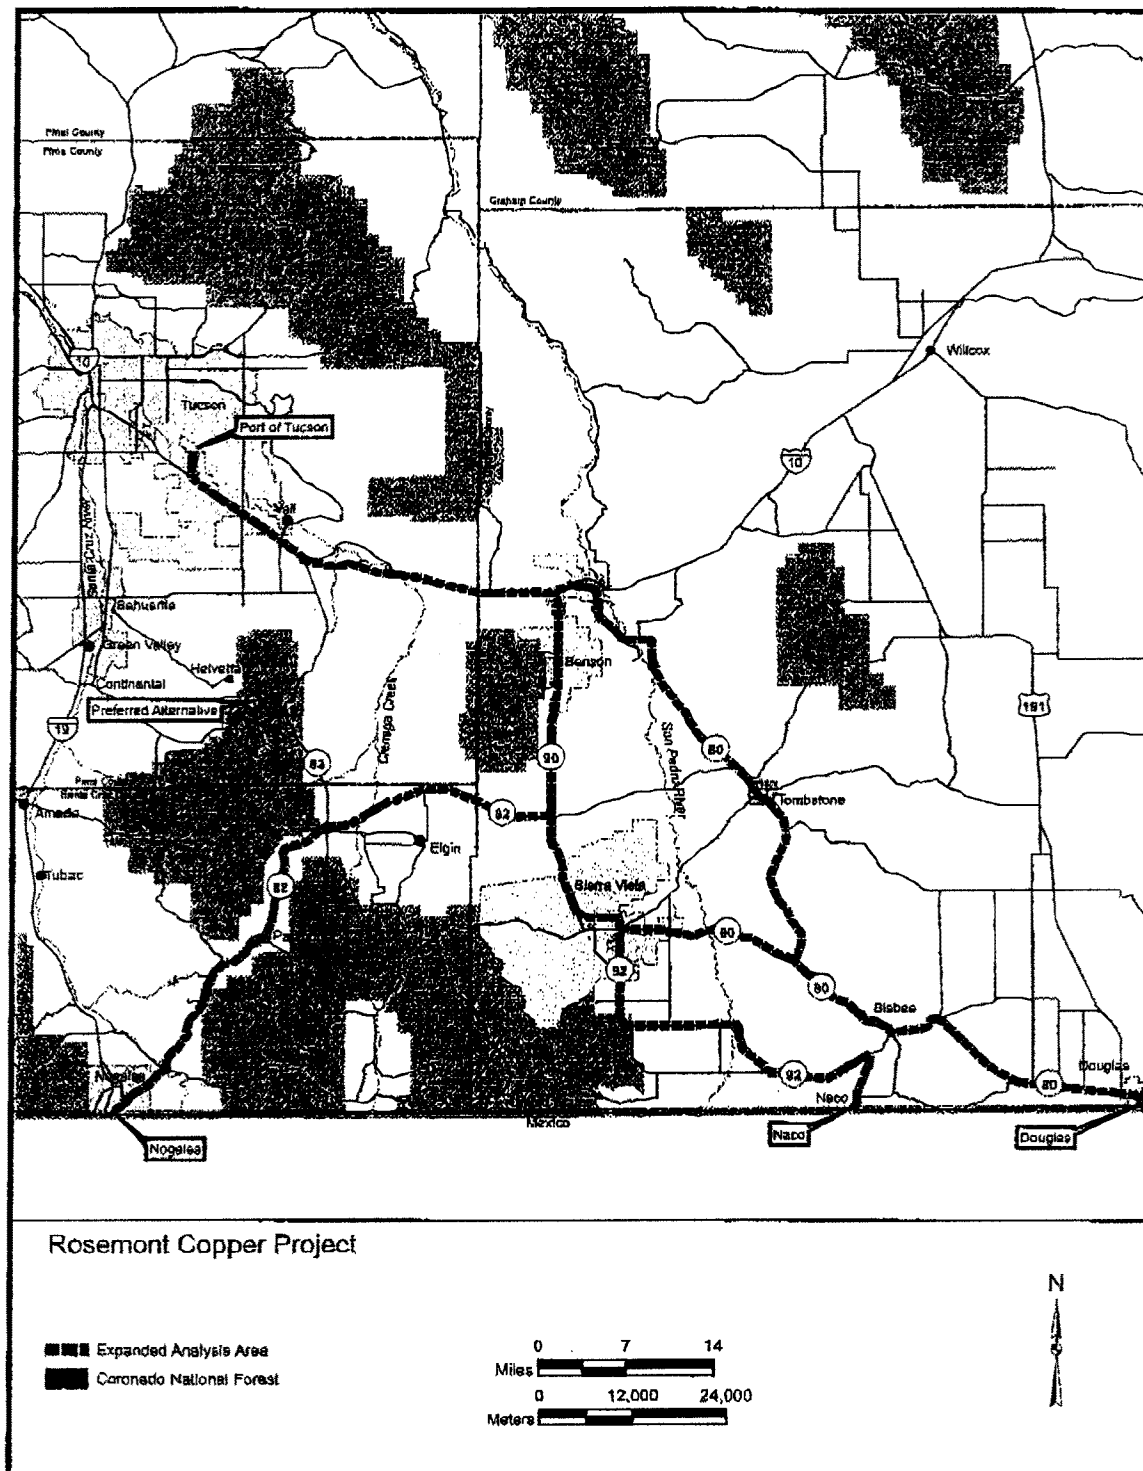 Pinal County
Pima County
Graham County
10
Willcox
Tucson
Port of Tucson
10
Vail
Santa Cruz River
Sahuarita
Green Valley
Benson
Helvetia
Continental
Preferred Alternative
Cienega Creek
San Pedro River
191
19
83
90
80
Amado
Tombstone
82
Elgin
Tubac
82
Sierra Vista
90
92
80
Bisbee
Nogales
92
Naco
Douglas
80
Mexico
Nogales
Naco
Douglas
Rosemont Copper Project
N
Expanded Analysis Area
Coronado National Forest
0 7 14
Miles
0 12,000 24,000
Meters